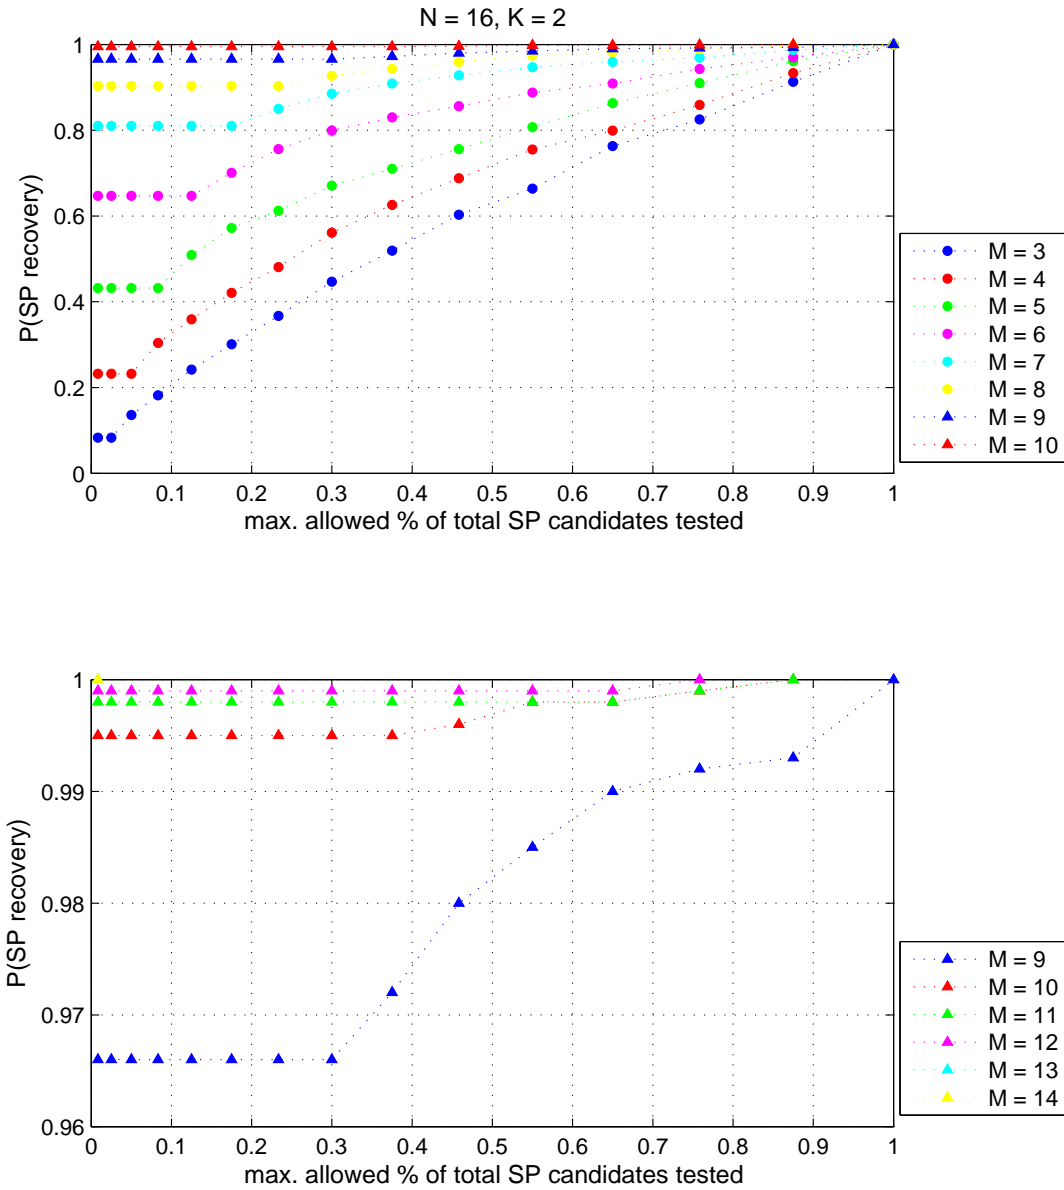 N = 16, K = 2
P(SP recovery)
1
0.8
0.6
0.4
0.2
0
0 0.1 0.2 0.3 0.4 0.5 0.6 0.7 0.8 0.9 1
max. allowed % of total SP candidates tested
M = 3
M = 4
M = 5
M = 6
M = 7
M = 8
M = 9
M = 10
P(SP recovery)
1
0.99
0.98
0.97
0.96
0 0.1 0.2 0.3 0.4 0.5 0.6 0.7 0.8 0.9 1
max. allowed % of total SP candidates tested
M = 9
M = 10
M = 11
M = 12
M = 13
M = 14